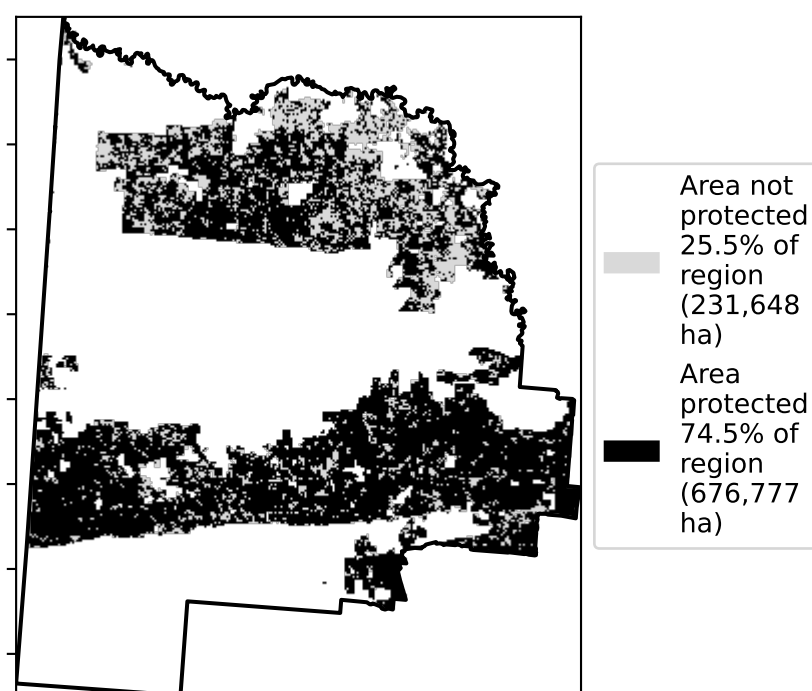 Area not
protected
25.5% of
region
(231,648
ha)
Area
protected
74.5% of
region
(676,777
ha)